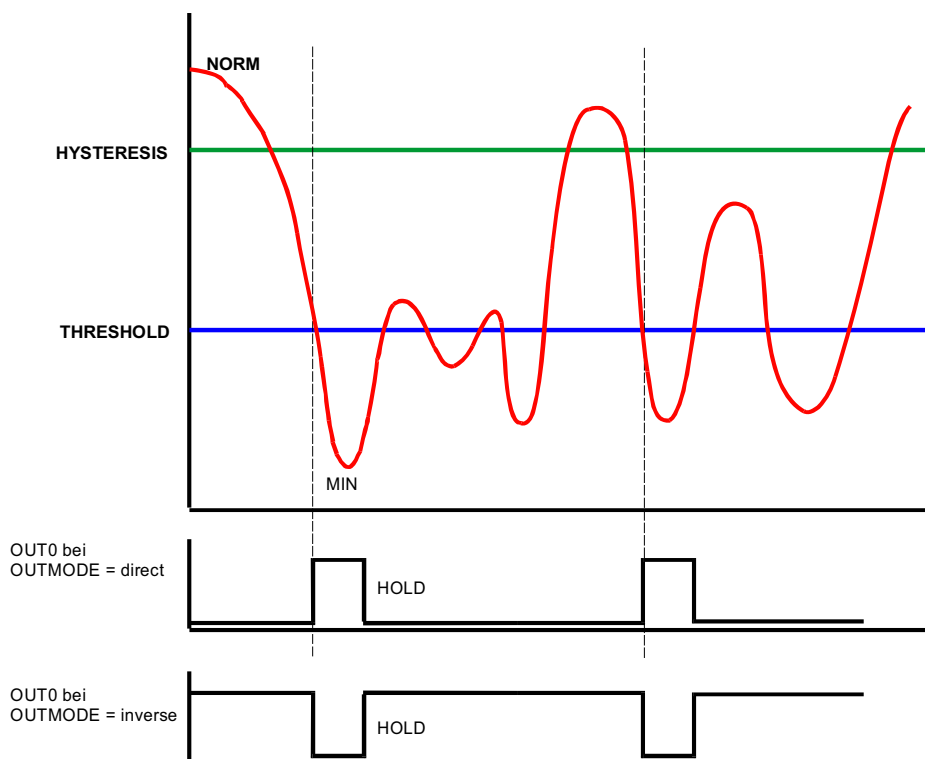 NORM
HYSTERESIS
THRESHOLD
MIN
OUT0 bei
OUTMODE = direct
HOLD
OUT0 bei
OUTMODE = inverse
HOLD